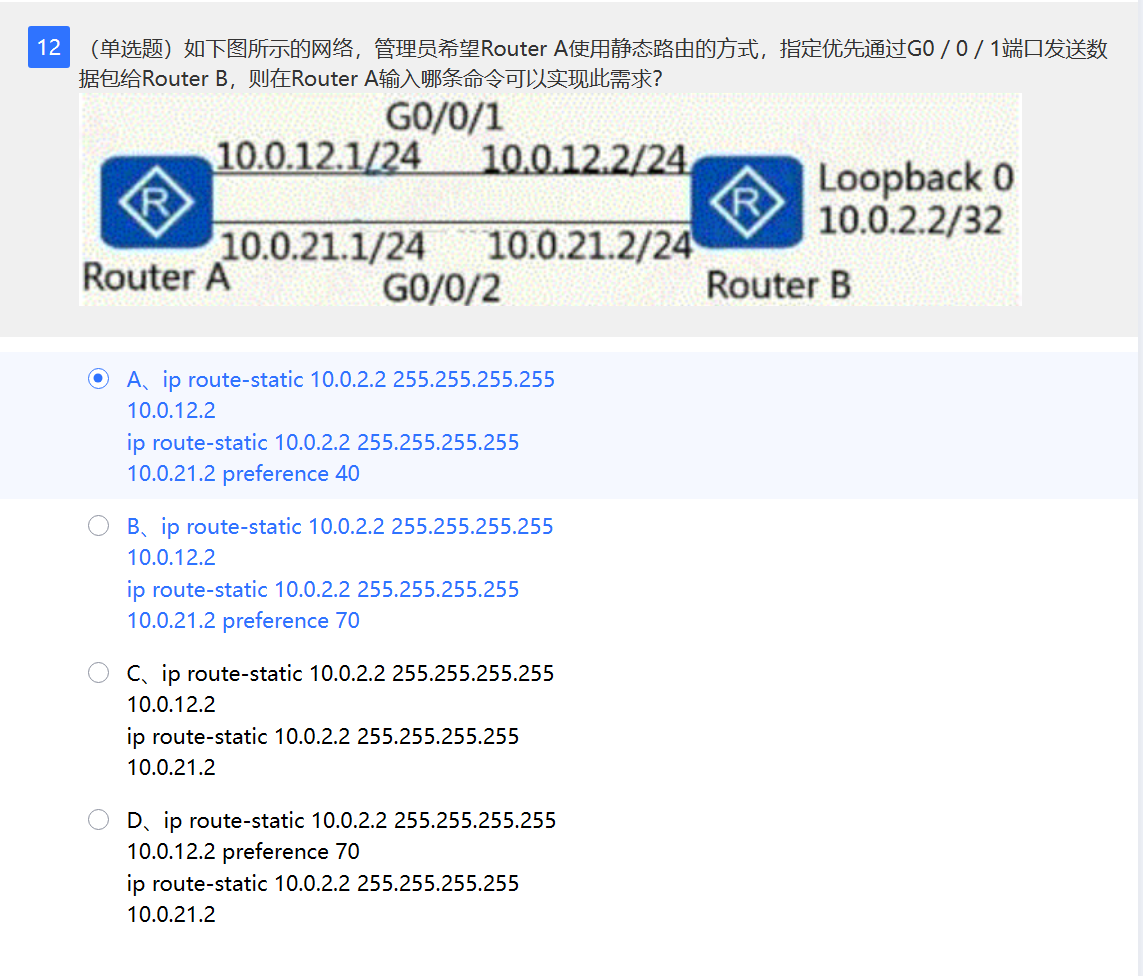 12
（单选题）如下图所示的网络，管理员希望Router A使用静态路由的方式，指定优先通过G0 / 0 / 1端口发送数
据包给Router B，则在Router A输入哪条命令可以实现此需求?
G0/0/1
10.0.12.1/24 10.0.12.2/24
Loopback 0
10.0.2.2/32
R
R
10.0.21.1/24 10.0.21.2/24
Router A
G0/0/2
Router B
A、ip route-static 10.0.2.2 255.255.255.255
10.0.12.2
ip route-static 10.0.2.2 255.255.255.255
10.0.21.2 preference 40
B、ip route-static 10.0.2.2 255.255.255.255
10.0.12.2
ip route-static 10.0.2.2 255.255.255.255
10.0.21.2 preference 70
C、ip route-static 10.0.2.2 255.255.255.255
10.0.12.2
ip route-static 10.0.2.2 255.255.255.255
10.0.21.2
D、ip route-static 10.0.2.2 255.255.255.255
10.0.12.2 preference 70
ip route-static 10.0.2.2 255.255.255.255
10.0.21.2